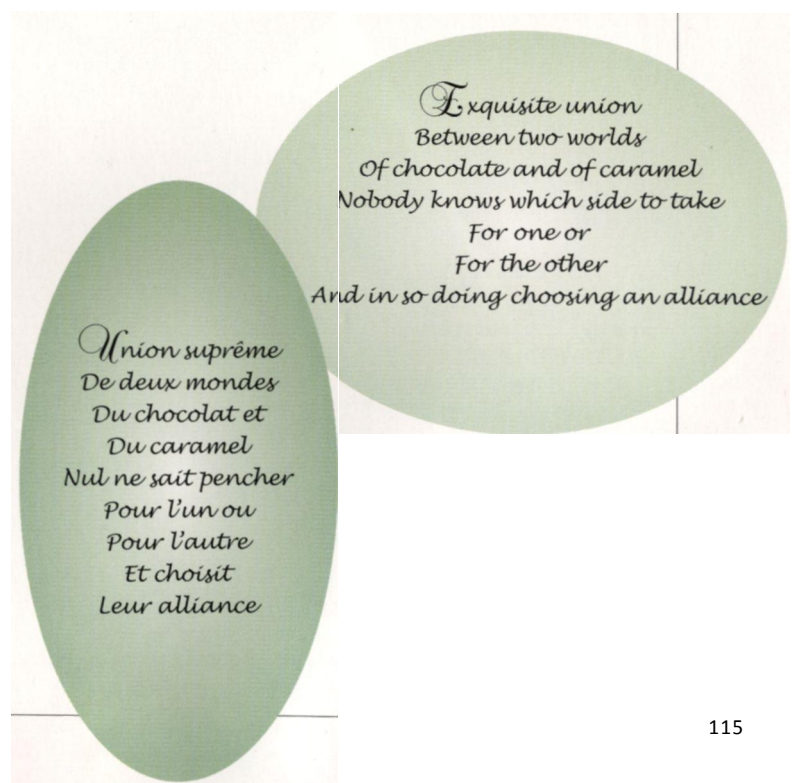 Exquisite union
Between two worlds
Of chocolate and of caramel
Nobody knows which side to take
For one or
For the other
And in so doing choosing an alliance
Union suprême
De deux mondes
Du chocolat et
Du caramel
Nul ne sait pencher
Pour l'un ou
Pour l'autre
Et choisit
Leur alliance
115